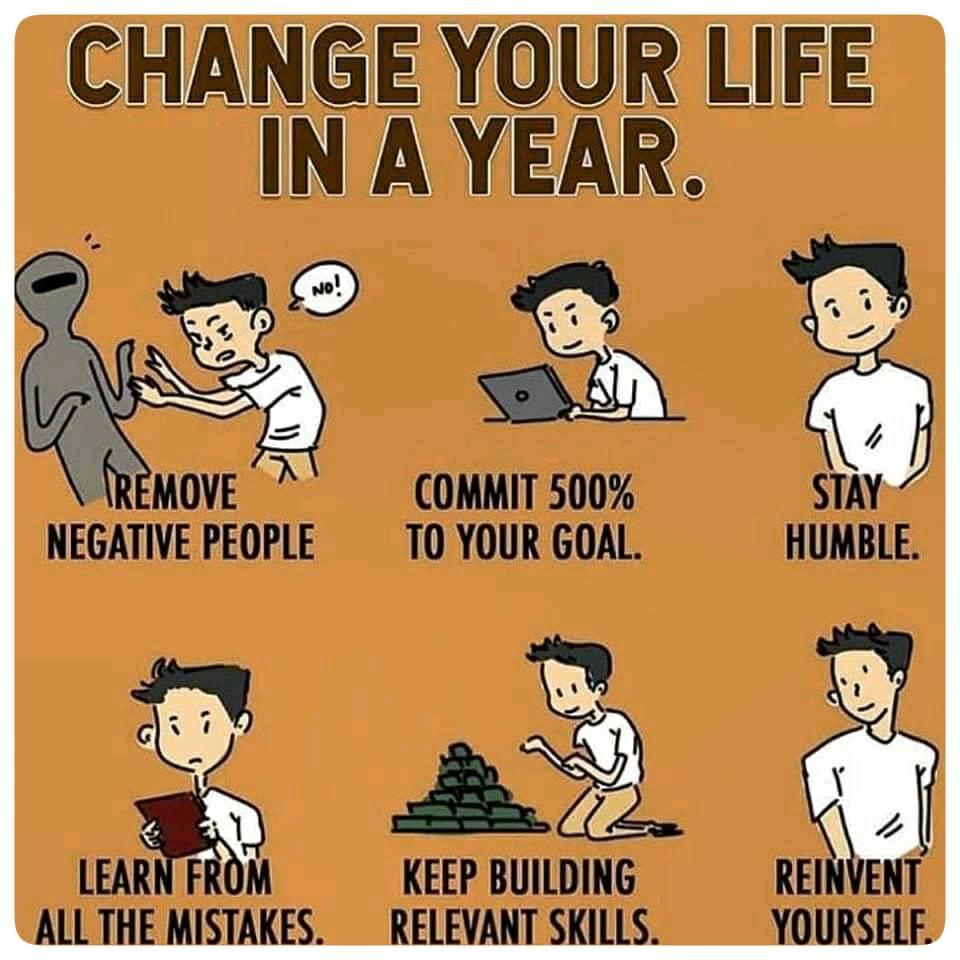 CHANGE YOUR LIFE
IN A YEAR.
NO!
REMOVE
NEGATIVE PEOPLE
COMMIT 500%
TO YOUR GOAL.
STAY
HUMBLE.
LEARN FROM
ALL THE MISTAKES.
KEEP BUILDING
RELEVANT SKILLS.
REINVENT
YOURSELF.